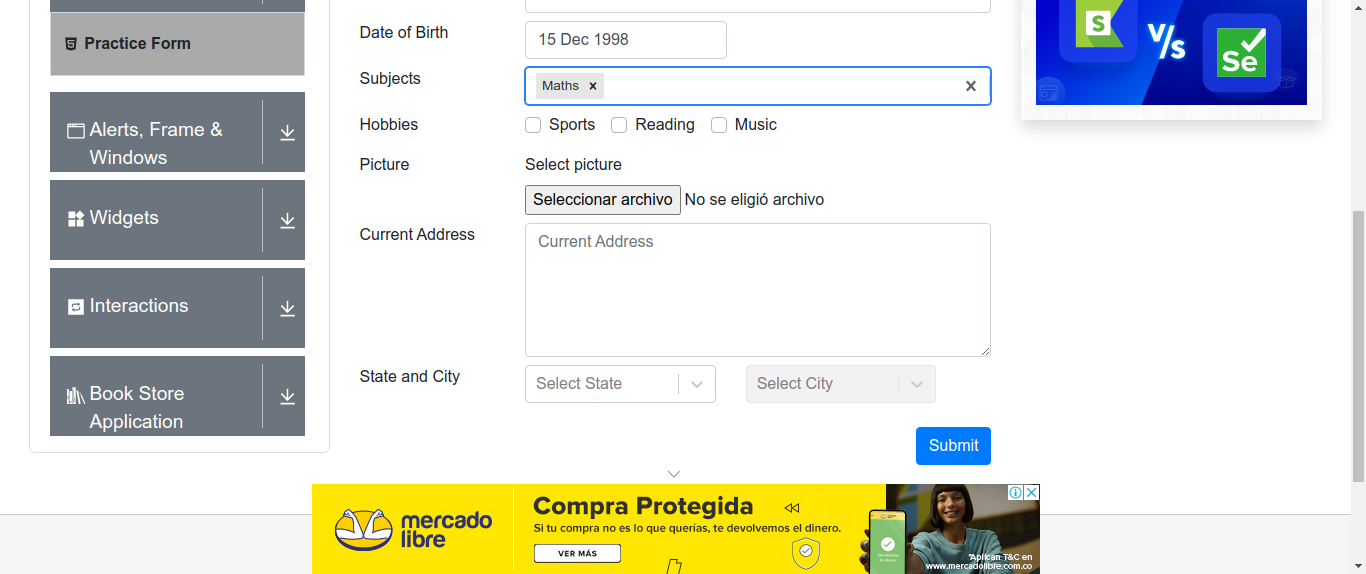 Practice Form
Alerts, Frame &
Windows
Widgets
Interactions
Book Store
Application
Date of Birth
15 Dec 1998
Subjects
Maths
Hobbies
Sports
Reading
Music
Picture
Select picture
Seleccionar archivo No se eligió archivo
Current Address
Current Address
State and City
Select State
Select City
Submit
S
V/s
Se
mercado
libre
Compra Protegida
Si tu compra no es lo que querías, te devolvemos el dinero.
VER MÁS
*Aplican T&C en
www.mercadolibre.com.co